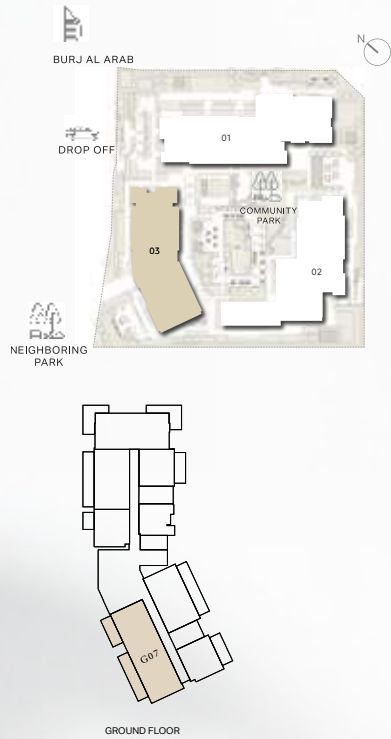 BURJ AL ARAB
N
DROP OFF
01
COMMUNITY
PARK
03
02
NEIGHBORING
PARK
G07
GROUND FLOOR